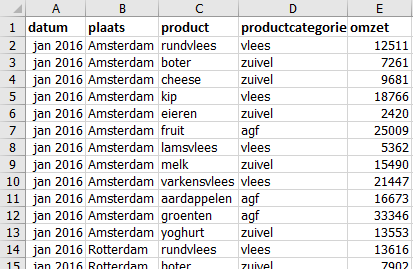 A B C D E
1 datum plaats product productcategorie omzet
2 jan 2016 Amsterdam rundvlees vlees 12511
3 jan 2016 Amsterdam boter zuivel 7261
4 jan 2016 Amsterdam cheese zuivel 9681
5 jan 2016 Amsterdam kip vlees 18766
6 jan 2016 Amsterdam eieren zuivel 2420
7 jan 2016 Amsterdam fruit agf 25009
8 jan 2016 Amsterdam lamsvlees vlees 5362
9 jan 2016 Amsterdam melk zuivel 15490
10 jan 2016 Amsterdam varkensvlees vlees 21447
11 jan 2016 Amsterdam aardappelen agf 16673
12 jan 2016 Amsterdam groenten agf 33346
13 jan 2016 Amsterdam yoghurt zuivel 13553
14 jan 2016 Rotterdam rundvlees vlees 13616
15 jan 2016 Rotterdam boter zuivel 7902